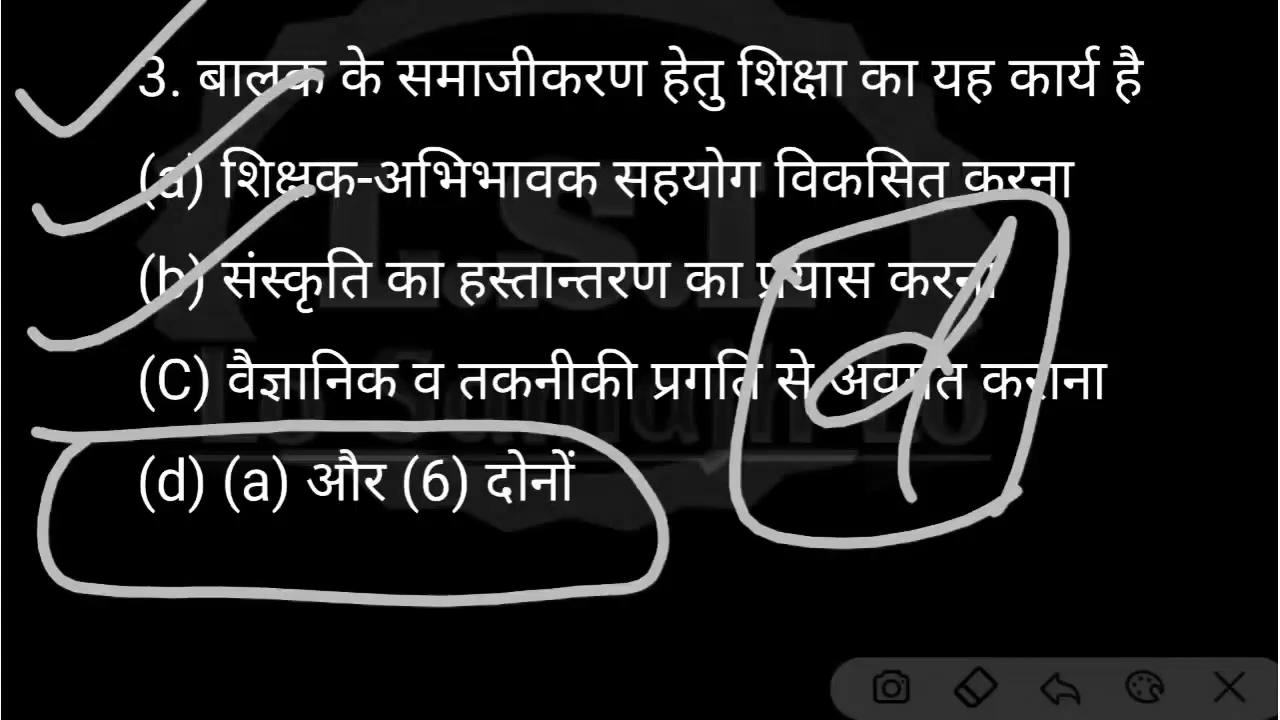 3. बालक के समाजीकरण हेतु शिक्षा का यह कार्य है
(a) शिक्षक-अभिभावक सहयोग विकसित करना
(b) संस्कृति का हस्तान्तरण का प्रयास करना
(C) वैज्ञानिक व तकनीकी प्रगति से अवगत कराना
(d) (a) और (6) दोनों
d